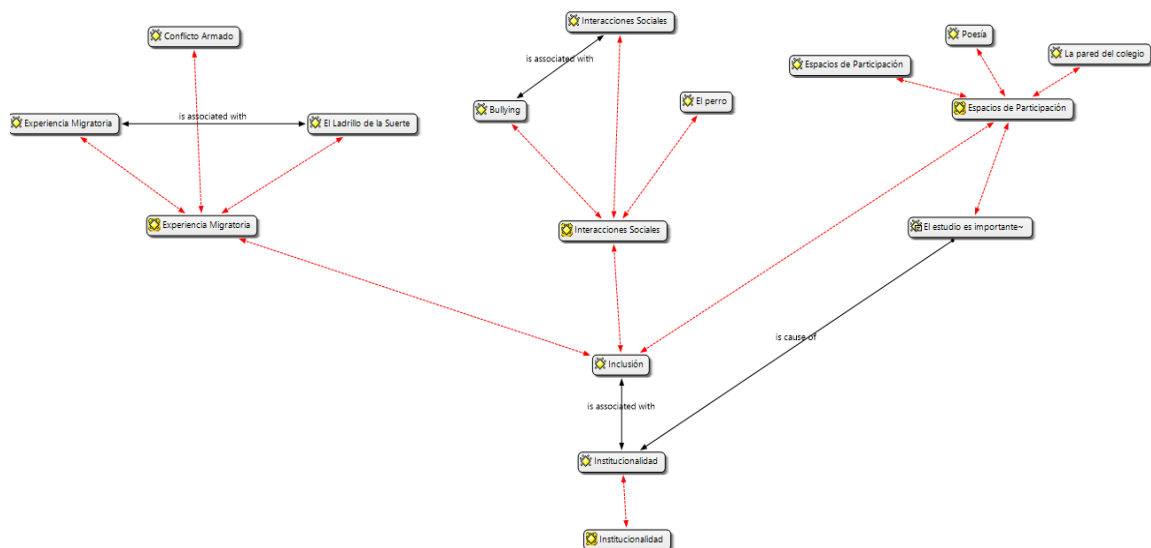 Interacciones Sociales
Conflicto Armado
Poesía
La pared del colegio
is associated with
Espacios de Participación
Bullying
El perro
Espacios de Participación
Experiencia Migratoria
is associated with
El Ladrillo de la Suerte
Experiencia Migratoria
Interacciones Sociales
El estudio es importante~
is cause of
Inclusión
is associated with
Institucionalidad
Institucionalidad